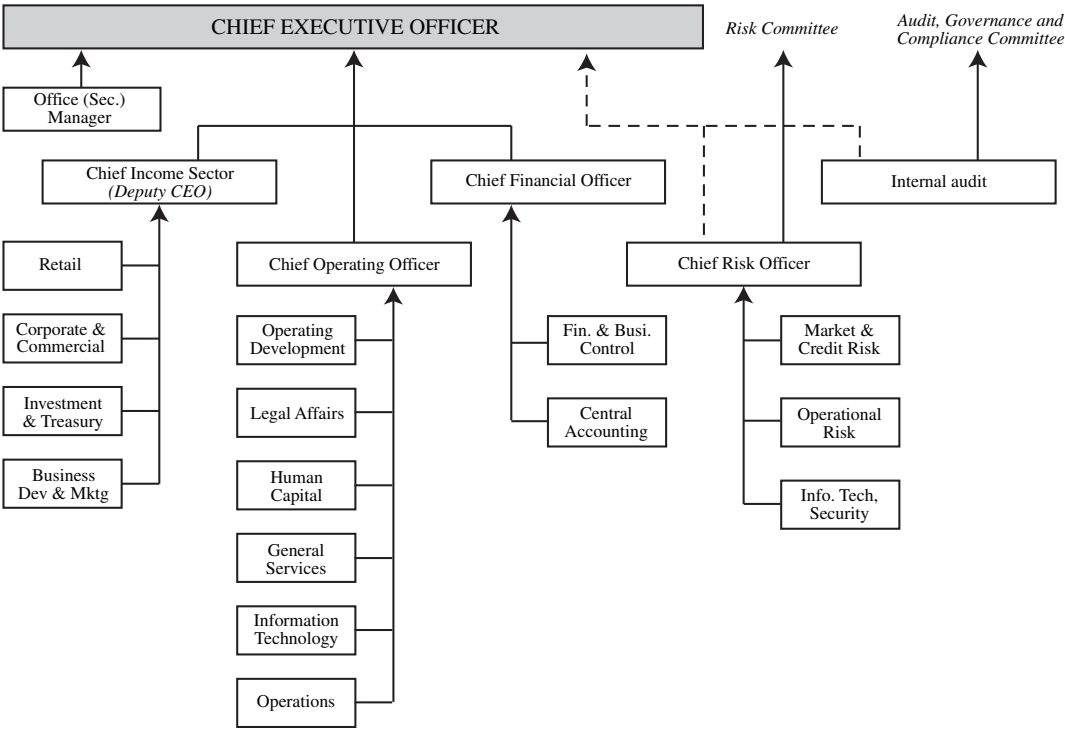 CHIEF EXECUTIVE OFFICER
Risk Committee
Audit, Governance and
Compliance Committee
Office (Sec.)
Manager
Chief Income Sector
(Deputy CEO)
Chief Financial Officer
Internal audit
Retail
Chief Operating Officer
Chief Risk Officer
Corporate &
Commercial
Operating
Development
Fin. & Busi.
Control
Market &
Credit Risk
Investment
& Treasury
Legal Affairs
Central
Accounting
Operational
Risk
Business
Dev & Mktg
Human
Capital
Info. Tech,
Security
General
Services
Information
Technology
Operations